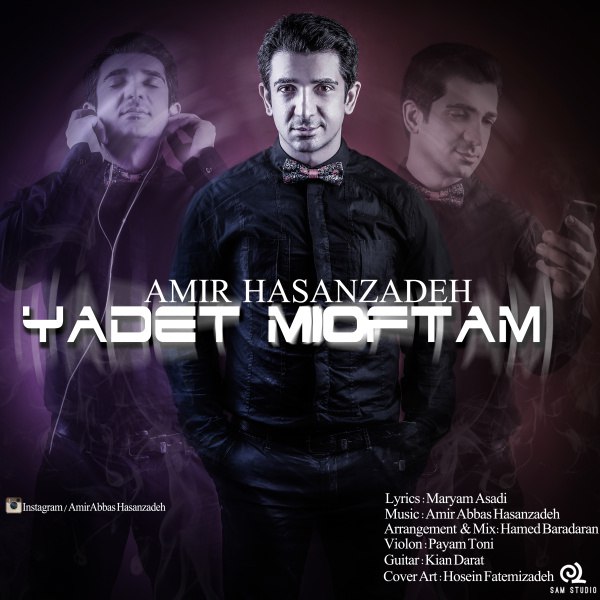 AMIR HASANZADEH
YADET MIOFTAM
Instagram / AmirAbbas Hasanzadeh
Lyrics : Maryam Asadi
Music : Amir Abbas Hasanzadeh
Arrangement & Mix: Hamed Baradaran
Violon : Payam Toni
Guitar : Kian Darat
Cover Art : Hosein Fatemizadeh
SAM STUDIO